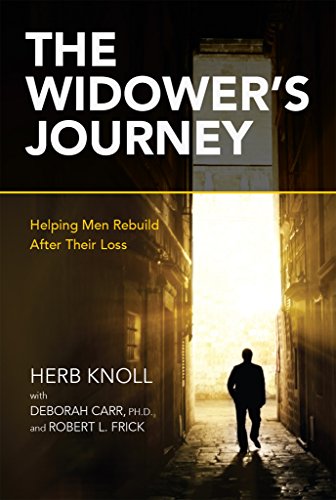 THE
WIDOWER'S
JOURNEY
Helping Men Rebuild
After Their Loss
HERB KNOLL
with
DEBORAH CARR, PH.D.,
and ROBERT L. FRICK